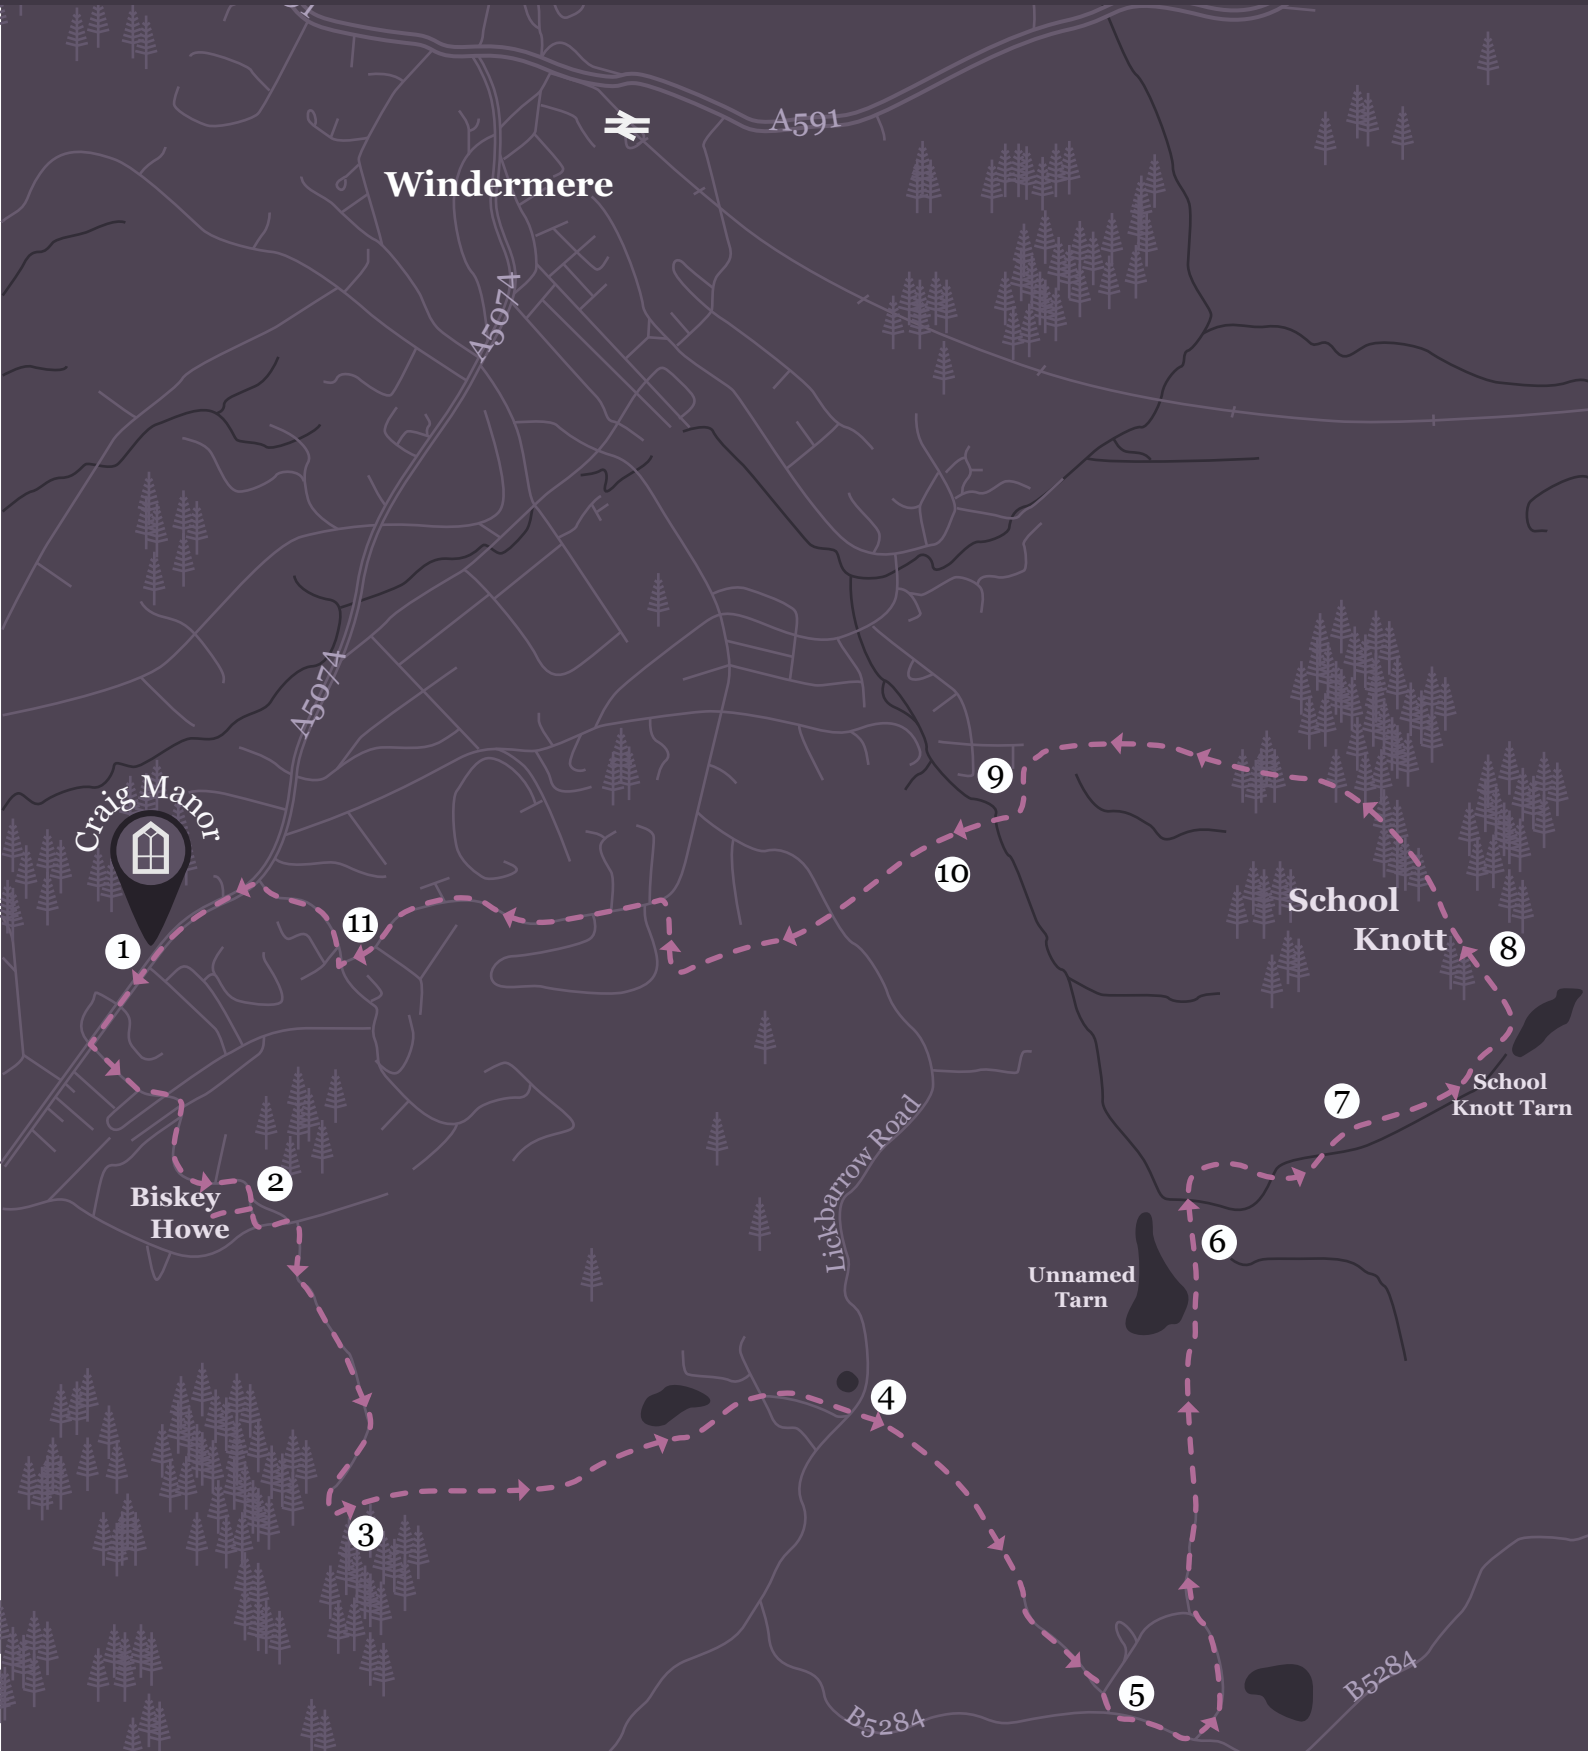 A591
Windermere
A5074
A5074
Craig Manor
9
10
11
School
Knott
1
8
School
Knott Tarn
7
Lickbarrow Road
2
Biskey
Howe
6
Unnamed
Tarn
4
3
5
B5284
B5284